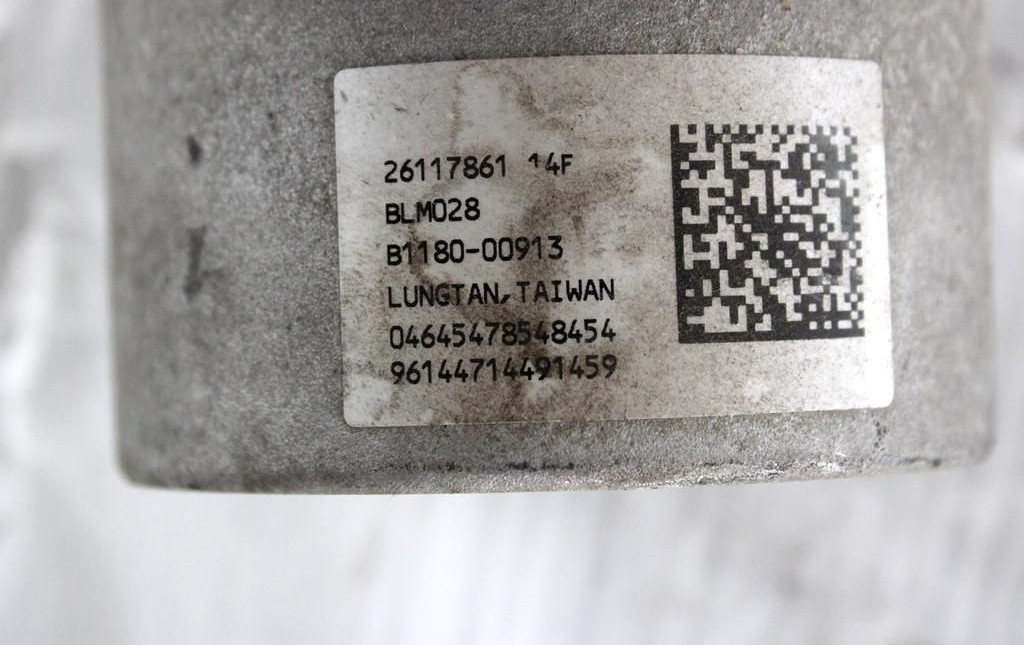 26117861 14F
BLM028
B1180-00913
LUNGTAN,TAIWAN
04645478548454
96144714491459